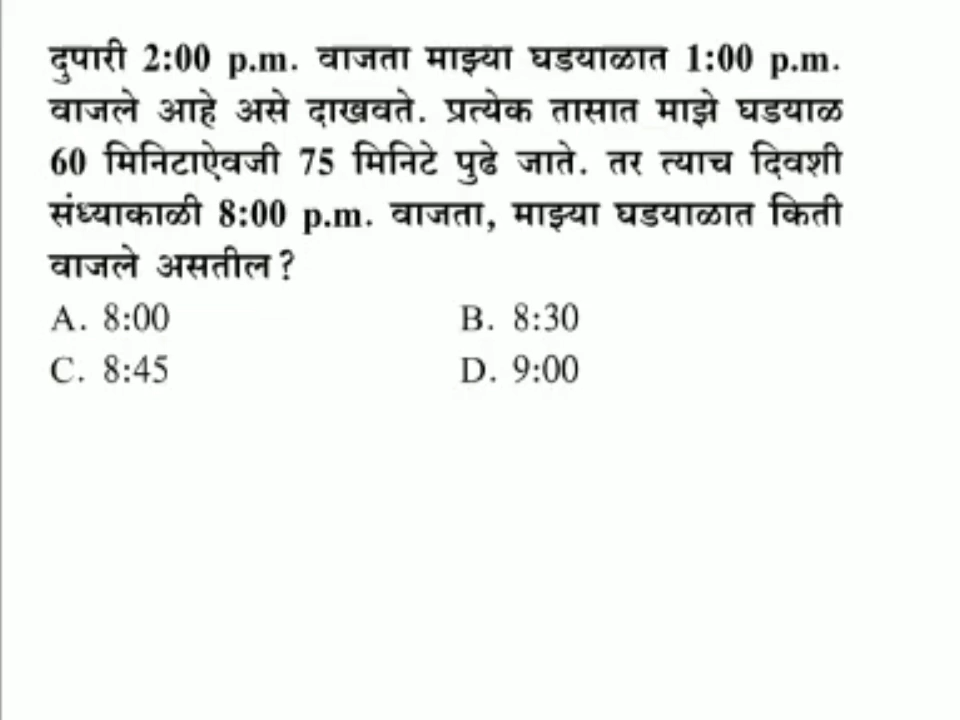 दुपारी 2:00 p.m. वाजता माझ्या घडयाळात 1:00 p.m.
वाजले आहे असे दाखवते. प्रत्येक तासात माझे घडयाळ
60 मिनिटाऐवजी 75 मिनिटे पुढे जाते. तर त्याच दिवशी
संध्याकाळी 8:00 p.m. वाजता, माझ्या घडयाळात किती
वाजले असतील?
A. 8:00 B. 8:30
C. 8:45 D. 9:00